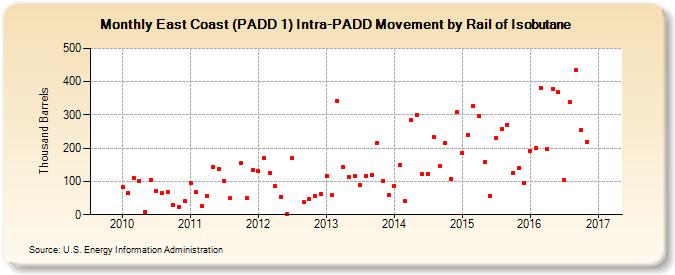 Monthly East Coast (PADD 1) Intra-PADD Movement by Rail of Isobutane
Thousand Barrels
500
400
300
200
100
0
2010 2011 2012 2013 2014 2015 2016 2017
Source: U.S. Energy Information Administration